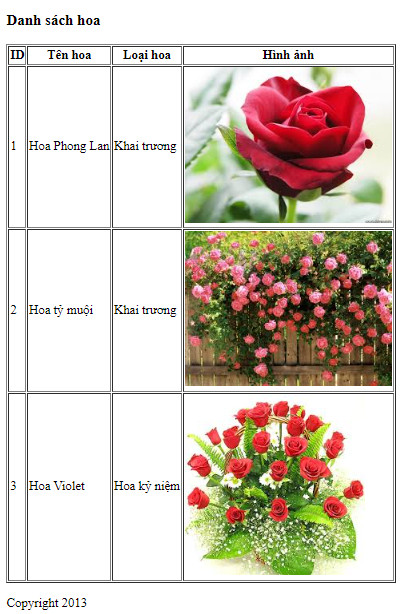 Danh sách hoa
ID Tên hoa Loại hoa Hình ảnh
1 Hoa Phong Lan Khai trương
2 Hoa tỷ muội Khai trương
3 Hoa Violet Hoa kỷ niệm
Copyright 2013